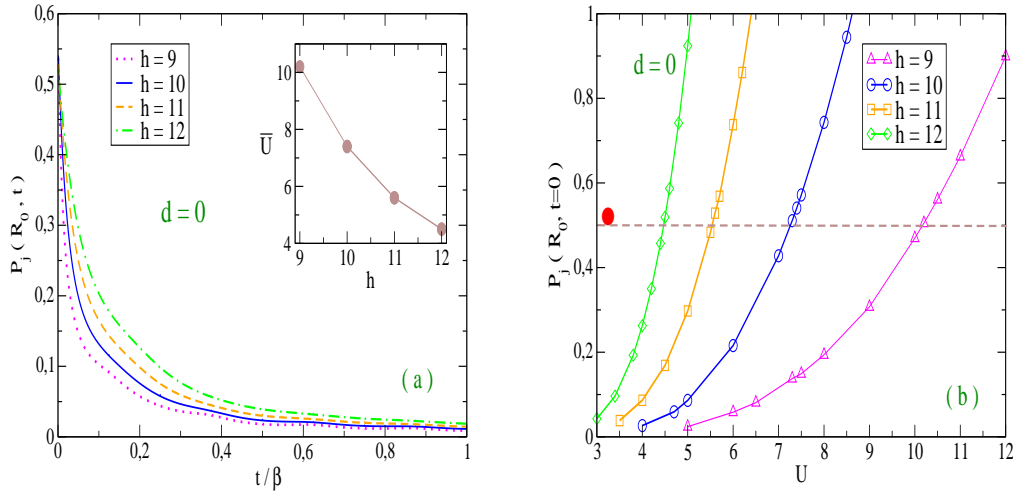 0,6
0,5
0,4
0,3
0,2
0,1
0
P_j ( R_0 , t )
0
0,2
0,4
0,6
0,8
1
t / β
h = 9
h = 10
h = 11
h = 12
d = 0
( a )
10
8
6
4
U̅
9
10
11
12
h
1
0,8
0,6
0,4
0,2
0
P_j ( R_0, t=0 )
3
4
5
6
7
8
9
10
11
12
U
d = 0
h = 9
h = 10
h = 11
h = 12
( b )